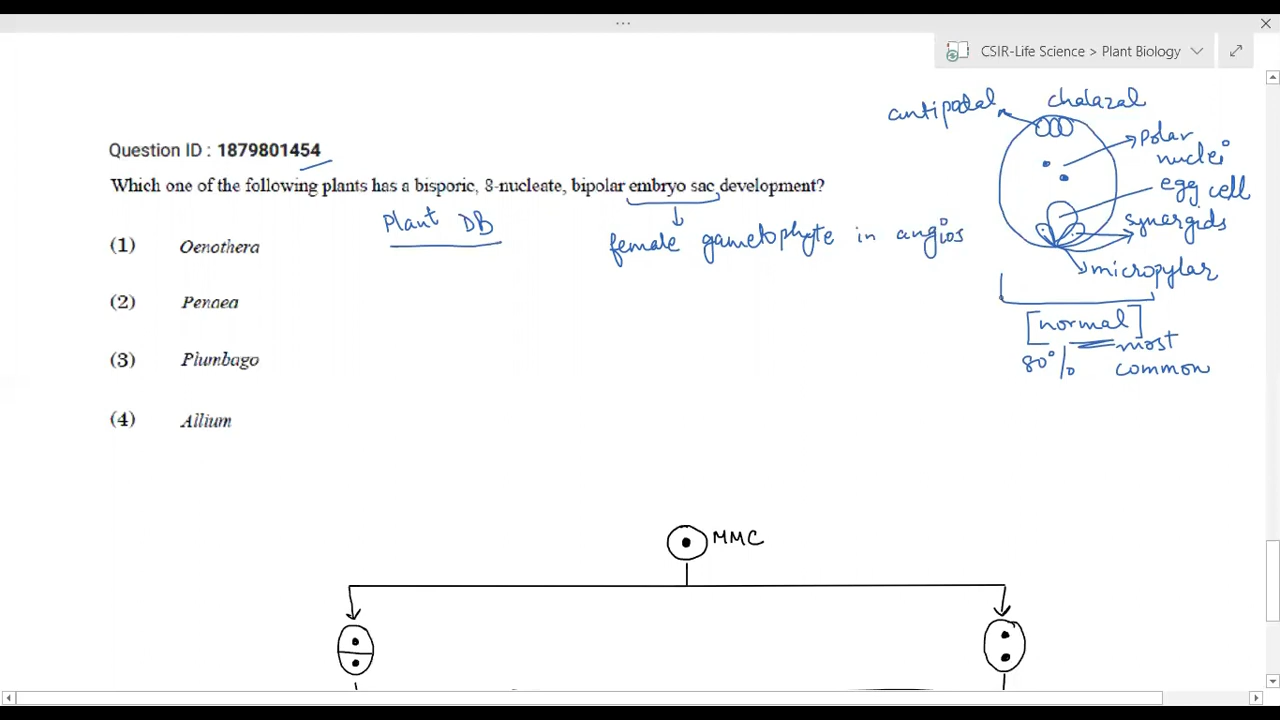 CSIR-Life Science > Plant Biology
antipodal
chalazal
Question ID : 1879801454
Polar
nuclei
Which one of the following plants has a bisporic, 8-nucleate, bipolar embryo sac development?
egg cell
Plant DB
synergids
female gametophyte in angios
(1) Oenothera
micropylar
(2) Penaea
[normal]
most
80%
common
(3) Plumbago
(4) Allium
MMC